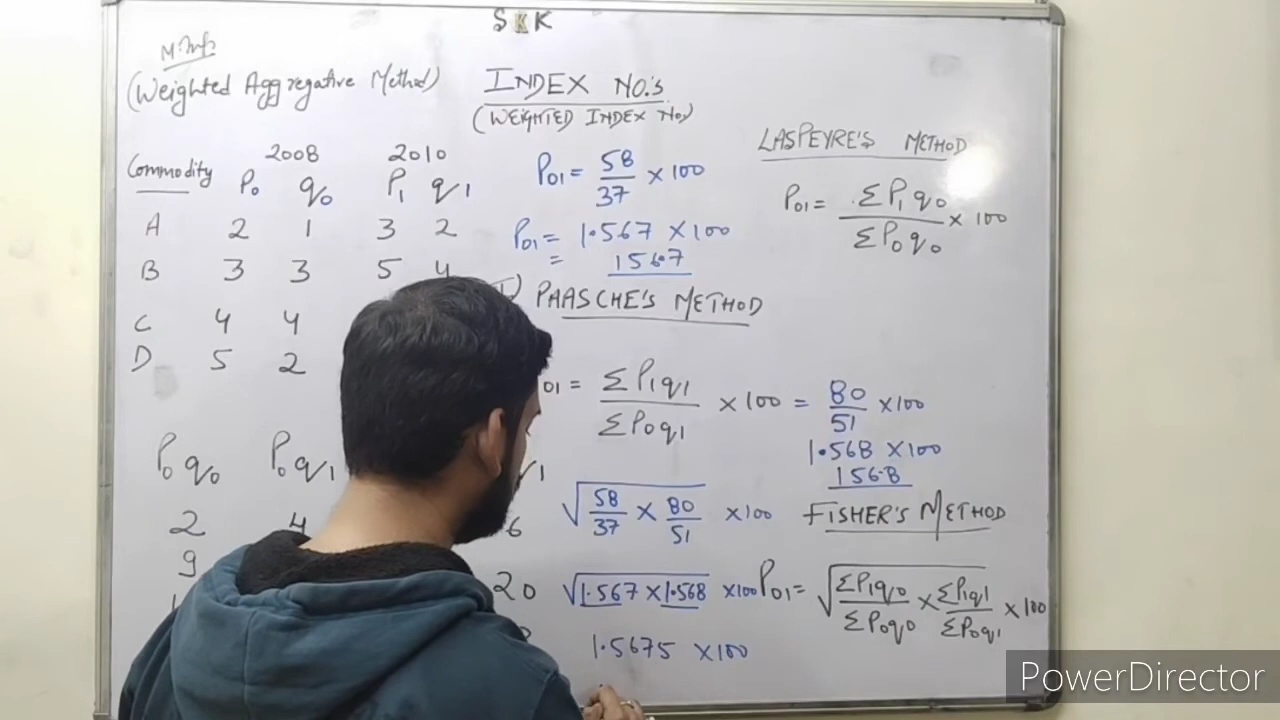 SKK
(Weighted Aggregative Method)
INDEX NO.'s
(WEIGHTED INDEX No.)
Commodity 2008 2010
P₀ q₀ P₁ q₁
A 2 1 3 2
B 3 3 5 4
C 4 4
D 5 2
P₀q₀ P₀q₁
2 4 6
9
20
P₀₁ = 58/37 × 100
P₀₁ = 1.567 × 100
= 156.7
LASPEYRE'S METHOD
P₀₁ = ΣP₁q₀/ΣP₀q₀ × 100
PAASCHE'S METHOD
01 = ΣP₁q₁/ΣP₀q₁ × 100 = 80/51 × 100
1.568 × 100
156.8
FISHER'S METHOD
P₀₁ = √(ΣP₁q₀/ΣP₀q₀ × ΣP₁q₁/ΣP₀q₁) × 100
√(58/37 × 80/51) × 100
√(1.567 × 1.568) × 100
1.5675 × 100
PowerDirector